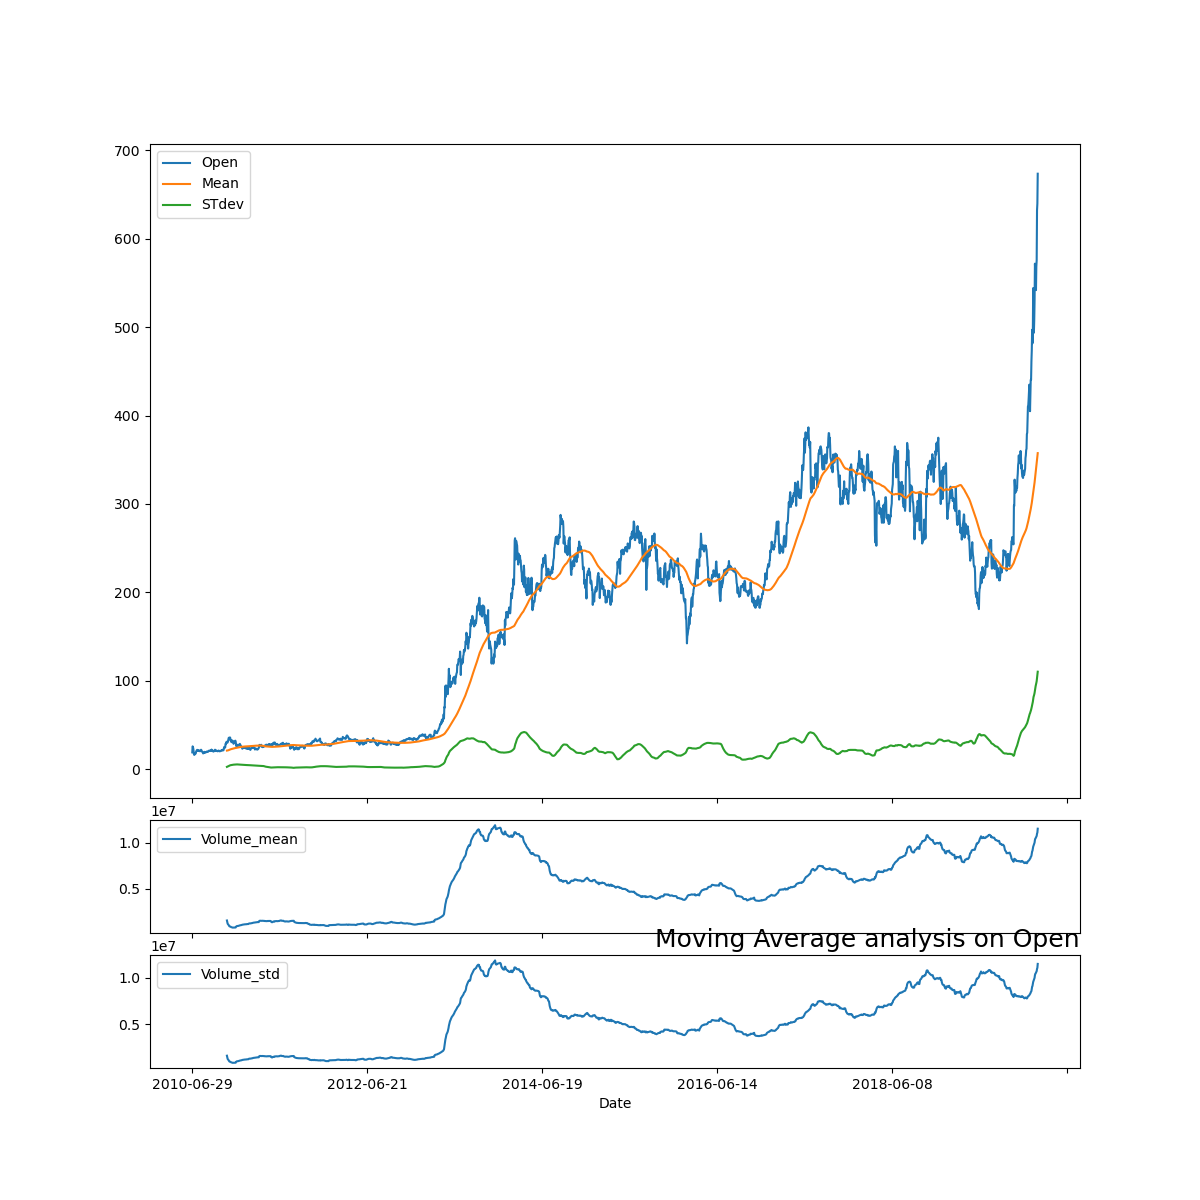 700
Open
Mean
STdev
600
500
400
300
200
100
0
1e7
Volume_mean
1.0
0.5
Moving Average analysis on Open
1e7
Volume_std
1.0
0.5
2010-06-29 2012-06-21 2014-06-19 2016-06-14 2018-06-08
Date